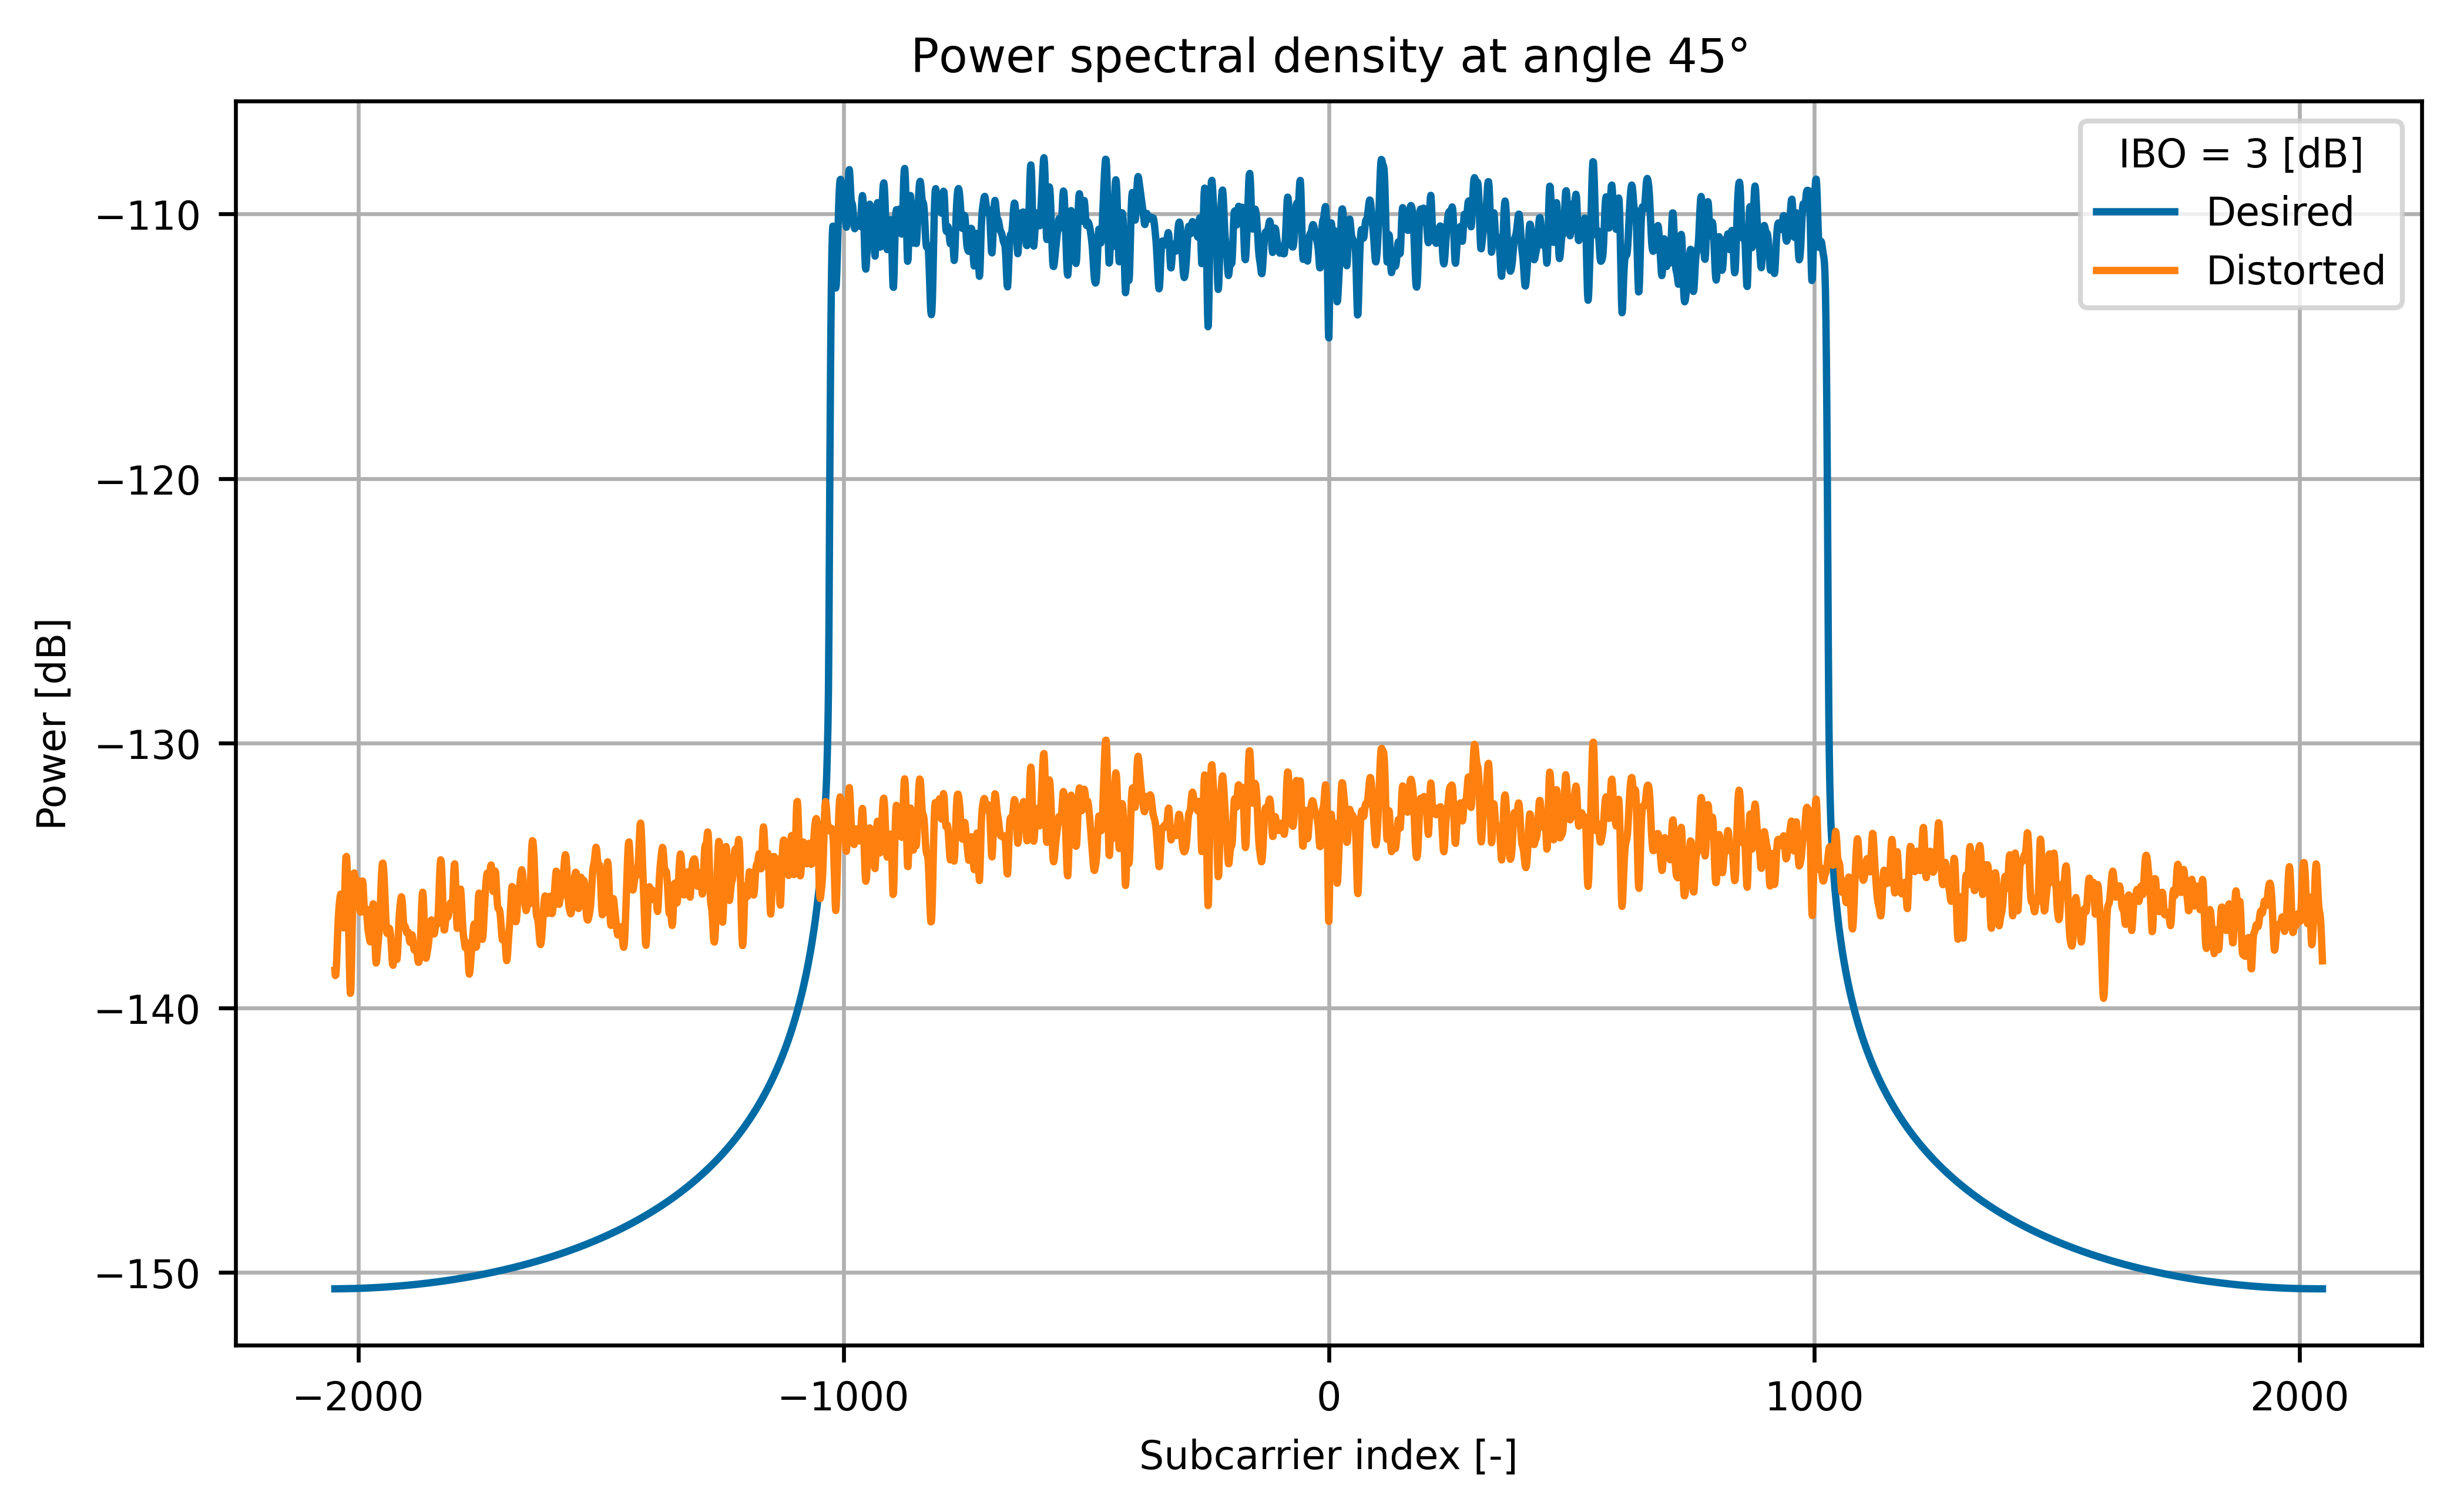 Power spectral density at angle 45°
IBO = 3 [dB]
Desired
Distorted
Power [dB]
−110
−120
−130
−140
−150
−2000
−1000
0
1000
2000
Subcarrier index [-]